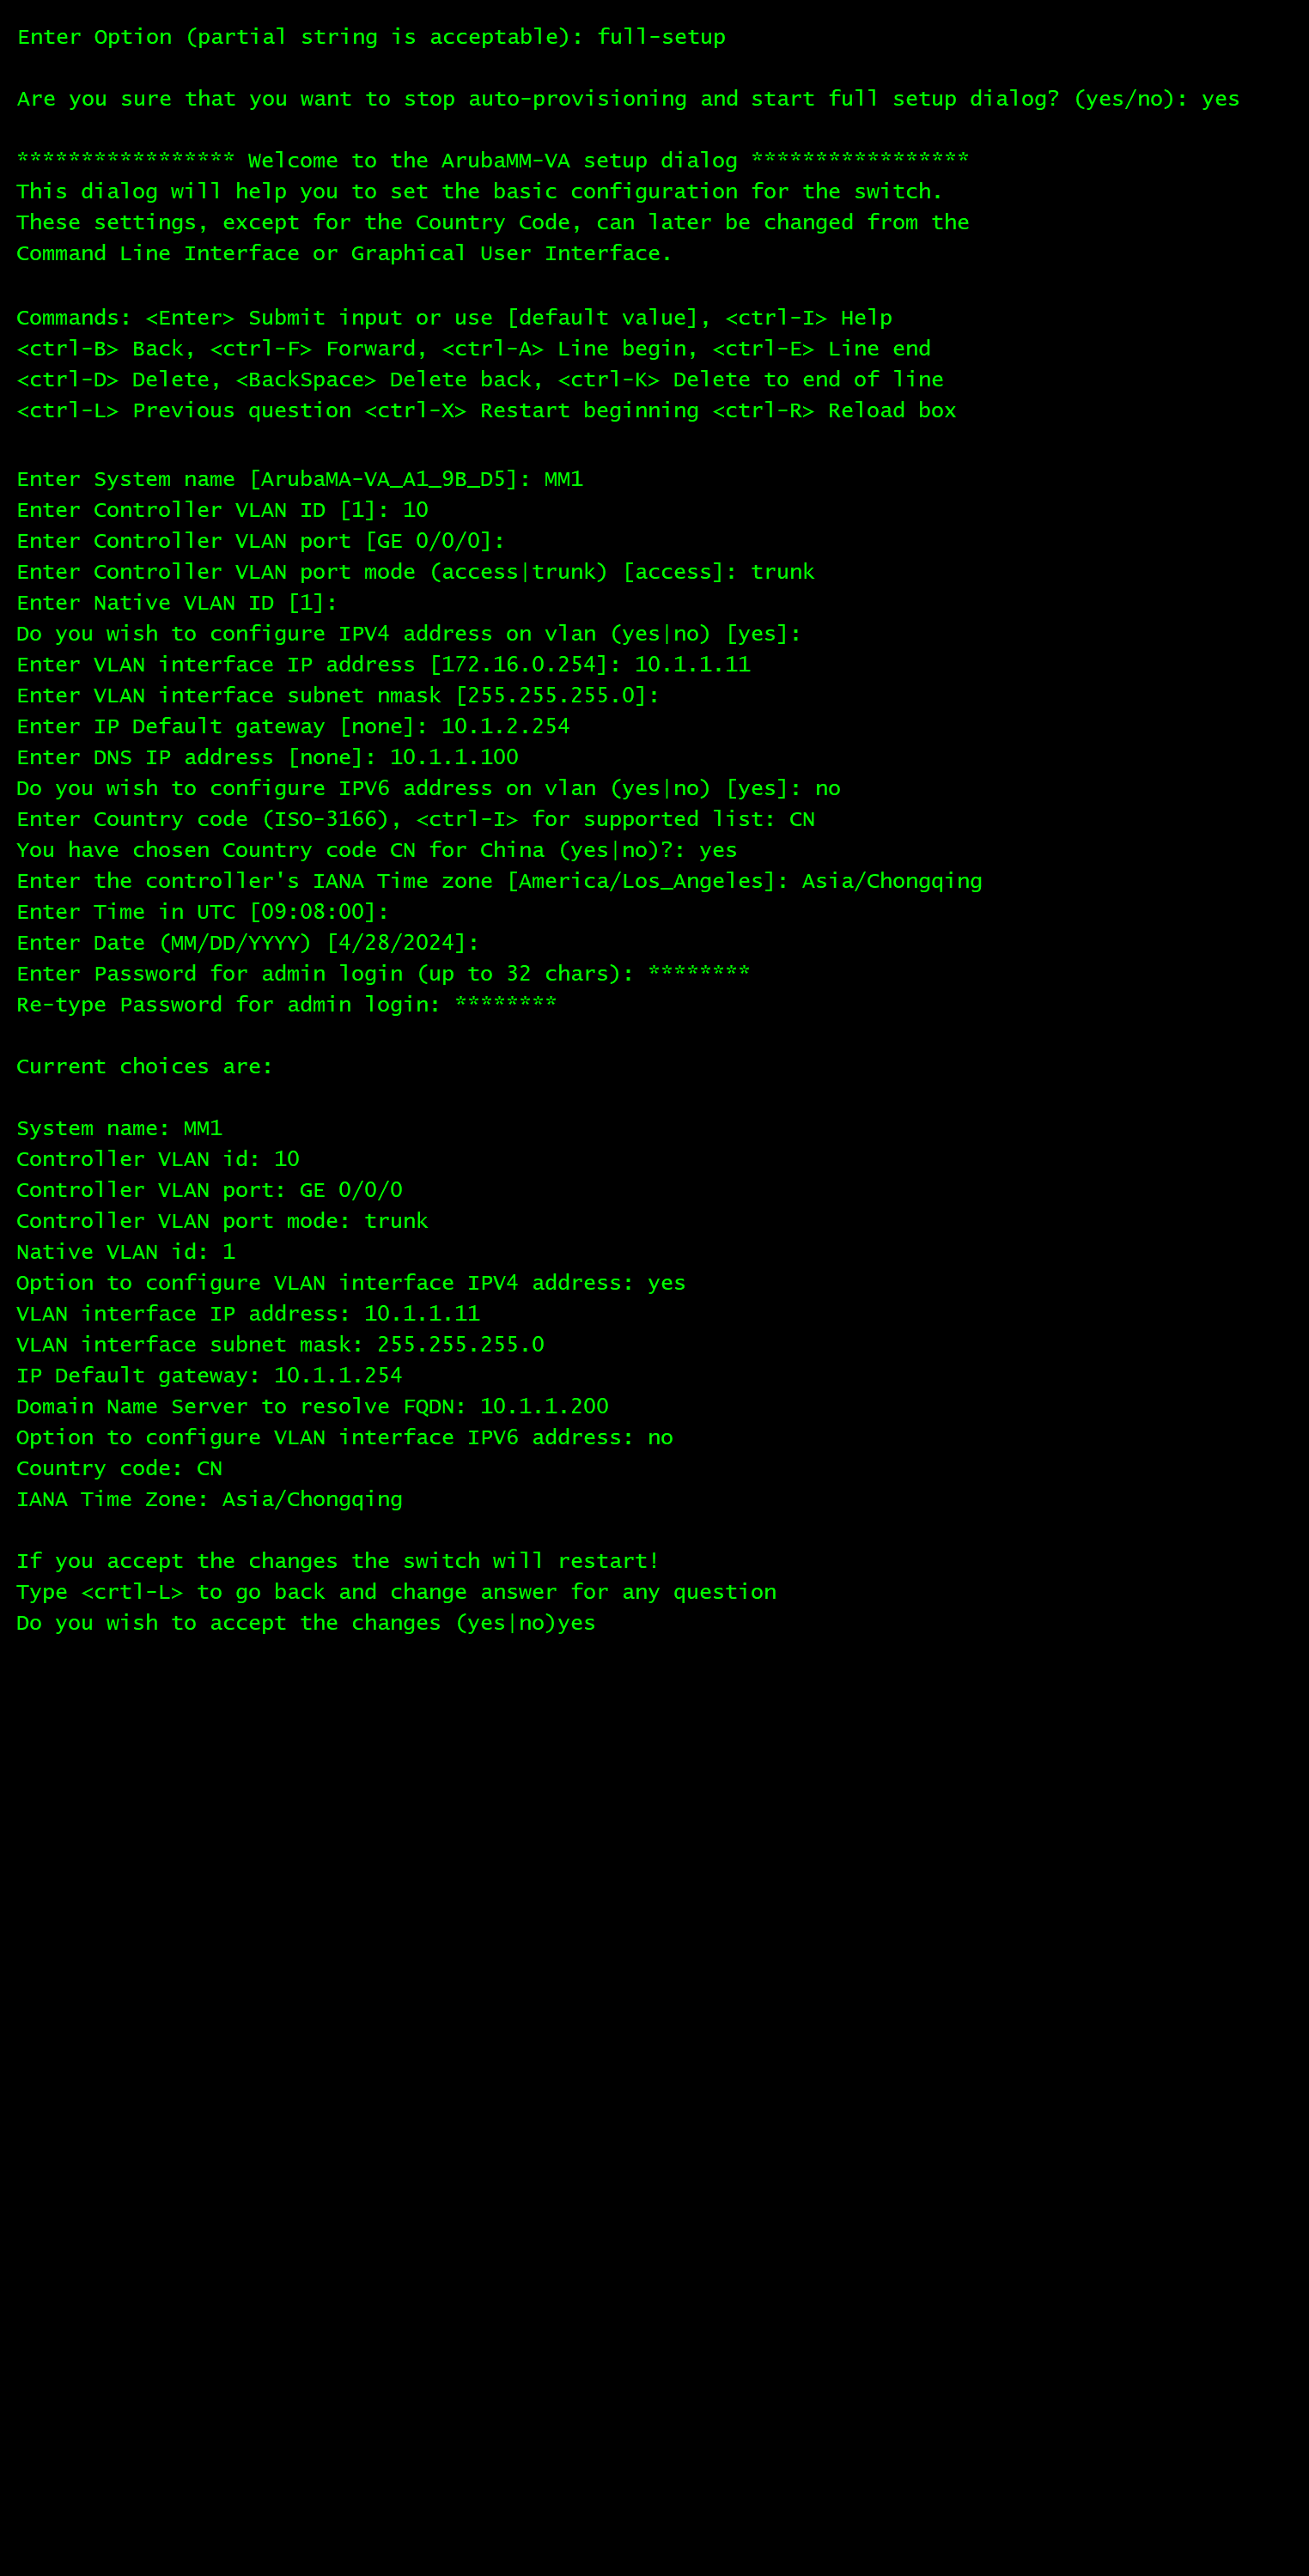 Enter Option (partial string is acceptable): full-setup
Are you sure that you want to stop auto-provisioning and start full setup dialog? (yes/no): yes
***************** Welcome to the ArubaMM-VA setup dialog *****************
This dialog will help you to set the basic configuration for the switch.
These settings, except for the Country Code, can later be changed from the
Command Line Interface or Graphical User Interface.
Commands: <Enter> Submit input or use [default value], <ctrl-I> Help
<ctrl-B> Back, <ctrl-F> Forward, <ctrl-A> Line begin, <ctrl-E> Line end
<ctrl-D> Delete, <BackSpace> Delete back, <ctrl-K> Delete to end of line
<ctrl-L> Previous question <ctrl-X> Restart beginning <ctrl-R> Reload box
Enter System name [ArubaMA-VA_A1_9B_D5]: MM1
Enter Controller VLAN ID [1]: 10
Enter Controller VLAN port [GE 0/0/0]:
Enter Controller VLAN port mode (access|trunk) [access]: trunk
Enter Native VLAN ID [1]:
Do you wish to configure IPV4 address on vlan (yes|no) [yes]:
Enter VLAN interface IP address [172.16.0.254]: 10.1.1.11
Enter VLAN interface subnet nmask [255.255.255.0]:
Enter IP Default gateway [none]: 10.1.2.254
Enter DNS IP address [none]: 10.1.1.100
Do you wish to configure IPV6 address on vlan (yes|no) [yes]: no
Enter Country code (ISO-3166), <ctrl-I> for supported list: CN
You have chosen Country code CN for China (yes|no)?: yes
Enter the controller's IANA Time zone [America/Los_Angeles]: Asia/Chongqing
Enter Time in UTC [09:08:00]:
Enter Date (MM/DD/YYYY) [4/28/2024]:
Enter Password for admin login (up to 32 chars): ********
Re-type Password for admin login: ********
Current choices are:
System name: MM1
Controller VLAN id: 10
Controller VLAN port: GE 0/0/0
Controller VLAN port mode: trunk
Native VLAN id: 1
Option to configure VLAN interface IPV4 address: yes
VLAN interface IP address: 10.1.1.11
VLAN interface subnet mask: 255.255.255.0
IP Default gateway: 10.1.1.254
Domain Name Server to resolve FQDN: 10.1.1.200
Option to configure VLAN interface IPV6 address: no
Country code: CN
IANA Time Zone: Asia/Chongqing
If you accept the changes the switch will restart!
Type <crtl-L> to go back and change answer for any question
Do you wish to accept the changes (yes|no)yes